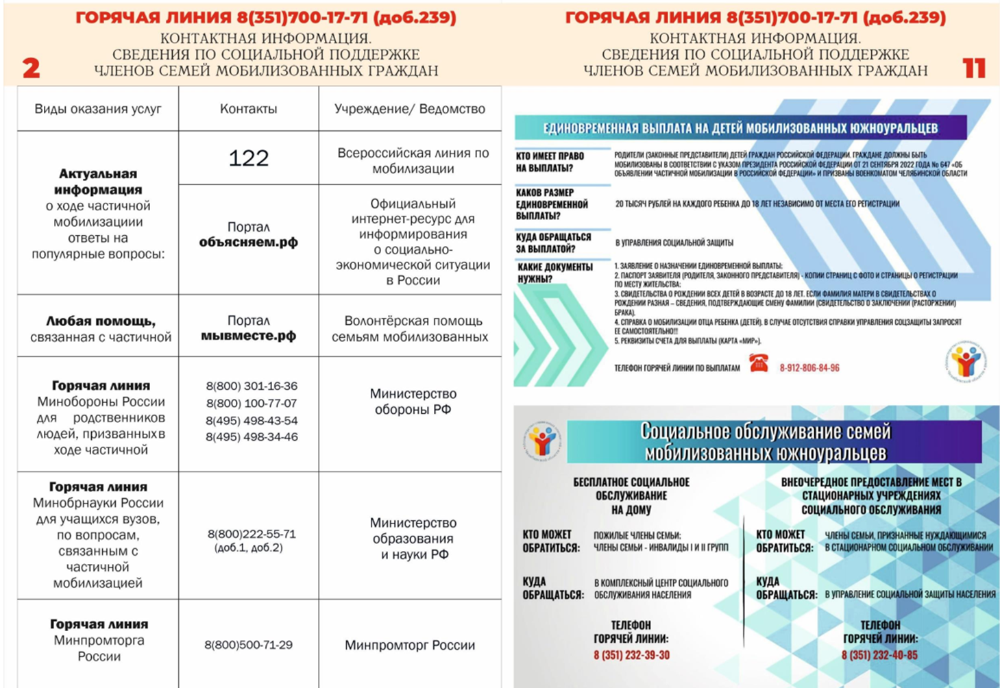 ГОРЯЧАЯ ЛИНИЯ 8(351)700-17-71 (доб.239)
КОНТАКТНАЯ ИНФОРМАЦИЯ.
СВЕДЕНИЯ ПО СОЦИАЛЬНОЙ ПОДДЕРЖКЕ
ЧЛЕНОВ СЕМЕЙ МОБИЛИЗОВАННЫХ ГРАЖДАН
2
Виды оказания услуг
Контакты
Учреждение/ Ведомство
Актуальная
информация
о ходе частичной
мобилизациии
ответы на
популярные вопросы:
122
Всероссийская линия по
мобилизации
Портал
объясняем.рф
Официальный
интернет-ресурс для
информирования
о социально-
экономической ситуации
в России
Любая помощь,
связанная с частичной
Портал
мывместе.рф
Волонтёрская помощь
семьям мобилизованных
Горячая линия
Минобороны России
для родственников
людей, призванныхв
ходе частичной
8(800) 301-16-36
8(800) 100-77-07
8(495) 498-43-54
8(495) 498-34-46
Министерство
обороны РФ
Горячая линия
Минобрнауки России
для учащихся вузов,
по вопросам,
связанным с
частичной
мобилизацией
8(800)222-55-71
(доб.1, доб.2)
Министерство
образования
и науки РФ
Горячая линия
Минпромторга
России
8(800)500-71-29
Минпромторг России
ГОРЯЧАЯ ЛИНИЯ 8(351)700-17-71 (доб.239)
КОНТАКТНАЯ ИНФОРМАЦИЯ.
СВЕДЕНИЯ ПО СОЦИАЛЬНОЙ ПОДДЕРЖКЕ
ЧЛЕНОВ СЕМЕЙ МОБИЛИЗОВАННЫХ ГРАЖДАН
11
ЕДИНОВРЕМЕННАЯ ВЫПЛАТА НА ДЕТЕЙ МОБИЛИЗОВАННЫХ ЮЖНОУРАЛЬЦЕВ
КТО ИМЕЕТ ПРАВО
НА ВЫПЛАТЫ?
РОДИТЕЛИ (ЗАКОННЫЕ ПРЕДСТАВИТЕЛИ) ДЕТЕЙ ГРАЖДАН РОССИЙСКОЙ ФЕДЕРАЦИИ. ГРАЖДАНЕ ДОЛЖНЫ БЫТЬ
МОБИЛИЗОВАНЫ В СООТВЕТСТВИИ С УКАЗОМ ПРЕЗИДЕНТА РОССИЙСКОЙ ФЕДЕРАЦИИ ОТ 21 СЕНТЯБРЯ 2022 ГОДА № 647 «ОБ
ОБЪЯВЛЕНИИ ЧАСТИЧНОЙ МОБИЛИЗАЦИИ В РОССИЙСКОЙ ФЕДЕРАЦИИ» И ПРИЗВАНЫ ВОЕНКОМАТОМ ЧЕЛЯБИНСКОЙ ОБЛАСТИ
КАКОВ РАЗМЕР
ЕДИНОВРЕМЕННОЙ
ВЫПЛАТЫ?
20 ТЫСЯЧ РУБЛЕЙ НА КАЖДОГО РЕБЕНКА ДО 18 ЛЕТ НЕЗАВИСИМО ОТ МЕСТА ЕГО РЕГИСТРАЦИИ
КУДА ОБРАЩАТЬСЯ
ЗА ВЫПЛАТОЙ?
В УПРАВЛЕНИЯ СОЦИАЛЬНОЙ ЗАЩИТЫ
КАКИЕ ДОКУМЕНТЫ
НУЖНЫ?
1. ЗАЯВЛЕНИЕ О НАЗНАЧЕНИИ ЕДИНОВРЕМЕННОЙ ВЫПЛАТЫ;
2. ПАСПОРТ ЗАЯВИТЕЛЯ (РОДИТЕЛЯ, ЗАКОННОГО ПРЕДСТАВИТЕЛЯ) - КОПИИ СТРАНИЦ С ФОТО И СТРАНИЦЫ О РЕГИСТРАЦИИ
ПО МЕСТУ ЖИТЕЛЬСТВА;
3. СВИДЕТЕЛЬСТВА О РОЖДЕНИИ ВСЕХ ДЕТЕЙ В ВОЗРАСТЕ ДО 18 ЛЕТ. ЕСЛИ ФАМИЛИЯ МАТЕРИ В СВИДЕТЕЛЬСТВАХ О
РОЖДЕНИИ РАЗНАЯ – СВЕДЕНИЯ, ПОДТВЕРЖДАЮЩИЕ СМЕНУ ФАМИЛИИ (СВИДЕТЕЛЬСТВО О ЗАКЛЮЧЕНИИ (РАСТОРЖЕНИИ)
БРАКА).
4. СПРАВКА О МОБИЛИЗАЦИИ ОТЦА РЕБЕНКА (ДЕТЕЙ). В СЛУЧАЕ ОТСУТСТВИЯ СПРАВКИ УПРАВЛЕНИЯ СОЦЗАЩИТЫ ЗАПРОСЯТ
ЕЕ САМОСТОЯТЕЛЬНО!!!
5. РЕКВИЗИТЫ СЧЕТА ДЛЯ ВЫПЛАТЫ (КАРТА «МИР»).
ТЕЛЕФОН ГОРЯЧЕЙ ЛИНИИ ПО ВЫПЛАТАМ
8-912-806-84-96
Социальное обслуживание семей
мобилизованных южноуральцев
БЕСПЛАТНОЕ СОЦИАЛЬНОЕ
ОБСЛУЖИВАНИЕ
НА ДОМУ
КТО МОЖЕТ
ОБРАТИТЬСЯ:
ПОЖИЛЫЕ ЧЛЕНЫ СЕМЬИ;
ЧЛЕНЫ СЕМЬИ - ИНВАЛИДЫ I И II ГРУПП
КУДА
ОБРАЩАТЬСЯ:
В КОМПЛЕКСНЫЙ ЦЕНТР СОЦИАЛЬНОГО
ОБСЛУЖИВАНИЯ НАСЕЛЕНИЯ
ТЕЛЕФОН
ГОРЯЧЕЙ ЛИНИИ:
8 (351) 232-39-30
ВНЕОЧЕРЕДНОЕ ПРЕДОСТАВЛЕНИЕ МЕСТ В
СТАЦИОНАРНЫХ УЧРЕЖДЕНИЯХ
СОЦИАЛЬНОГО ОБСЛУЖИВАНИЯ
КТО МОЖЕТ
ОБРАТИТЬСЯ:
ЧЛЕНЫ СЕМЬИ, ПРИЗНАННЫЕ НУЖДАЮЩИМИСЯ
В СТАЦИОНАРНОМ СОЦИАЛЬНОМ ОБСЛУЖИВАНИИ
КУДА
ОБРАЩАТЬСЯ:
В УПРАВЛЕНИЕ СОЦИАЛЬНОЙ ЗАЩИТЫ НАСЕЛЕНИЯ
ТЕЛЕФОН
ГОРЯЧЕЙ ЛИНИИ:
8 (351) 232-40-85